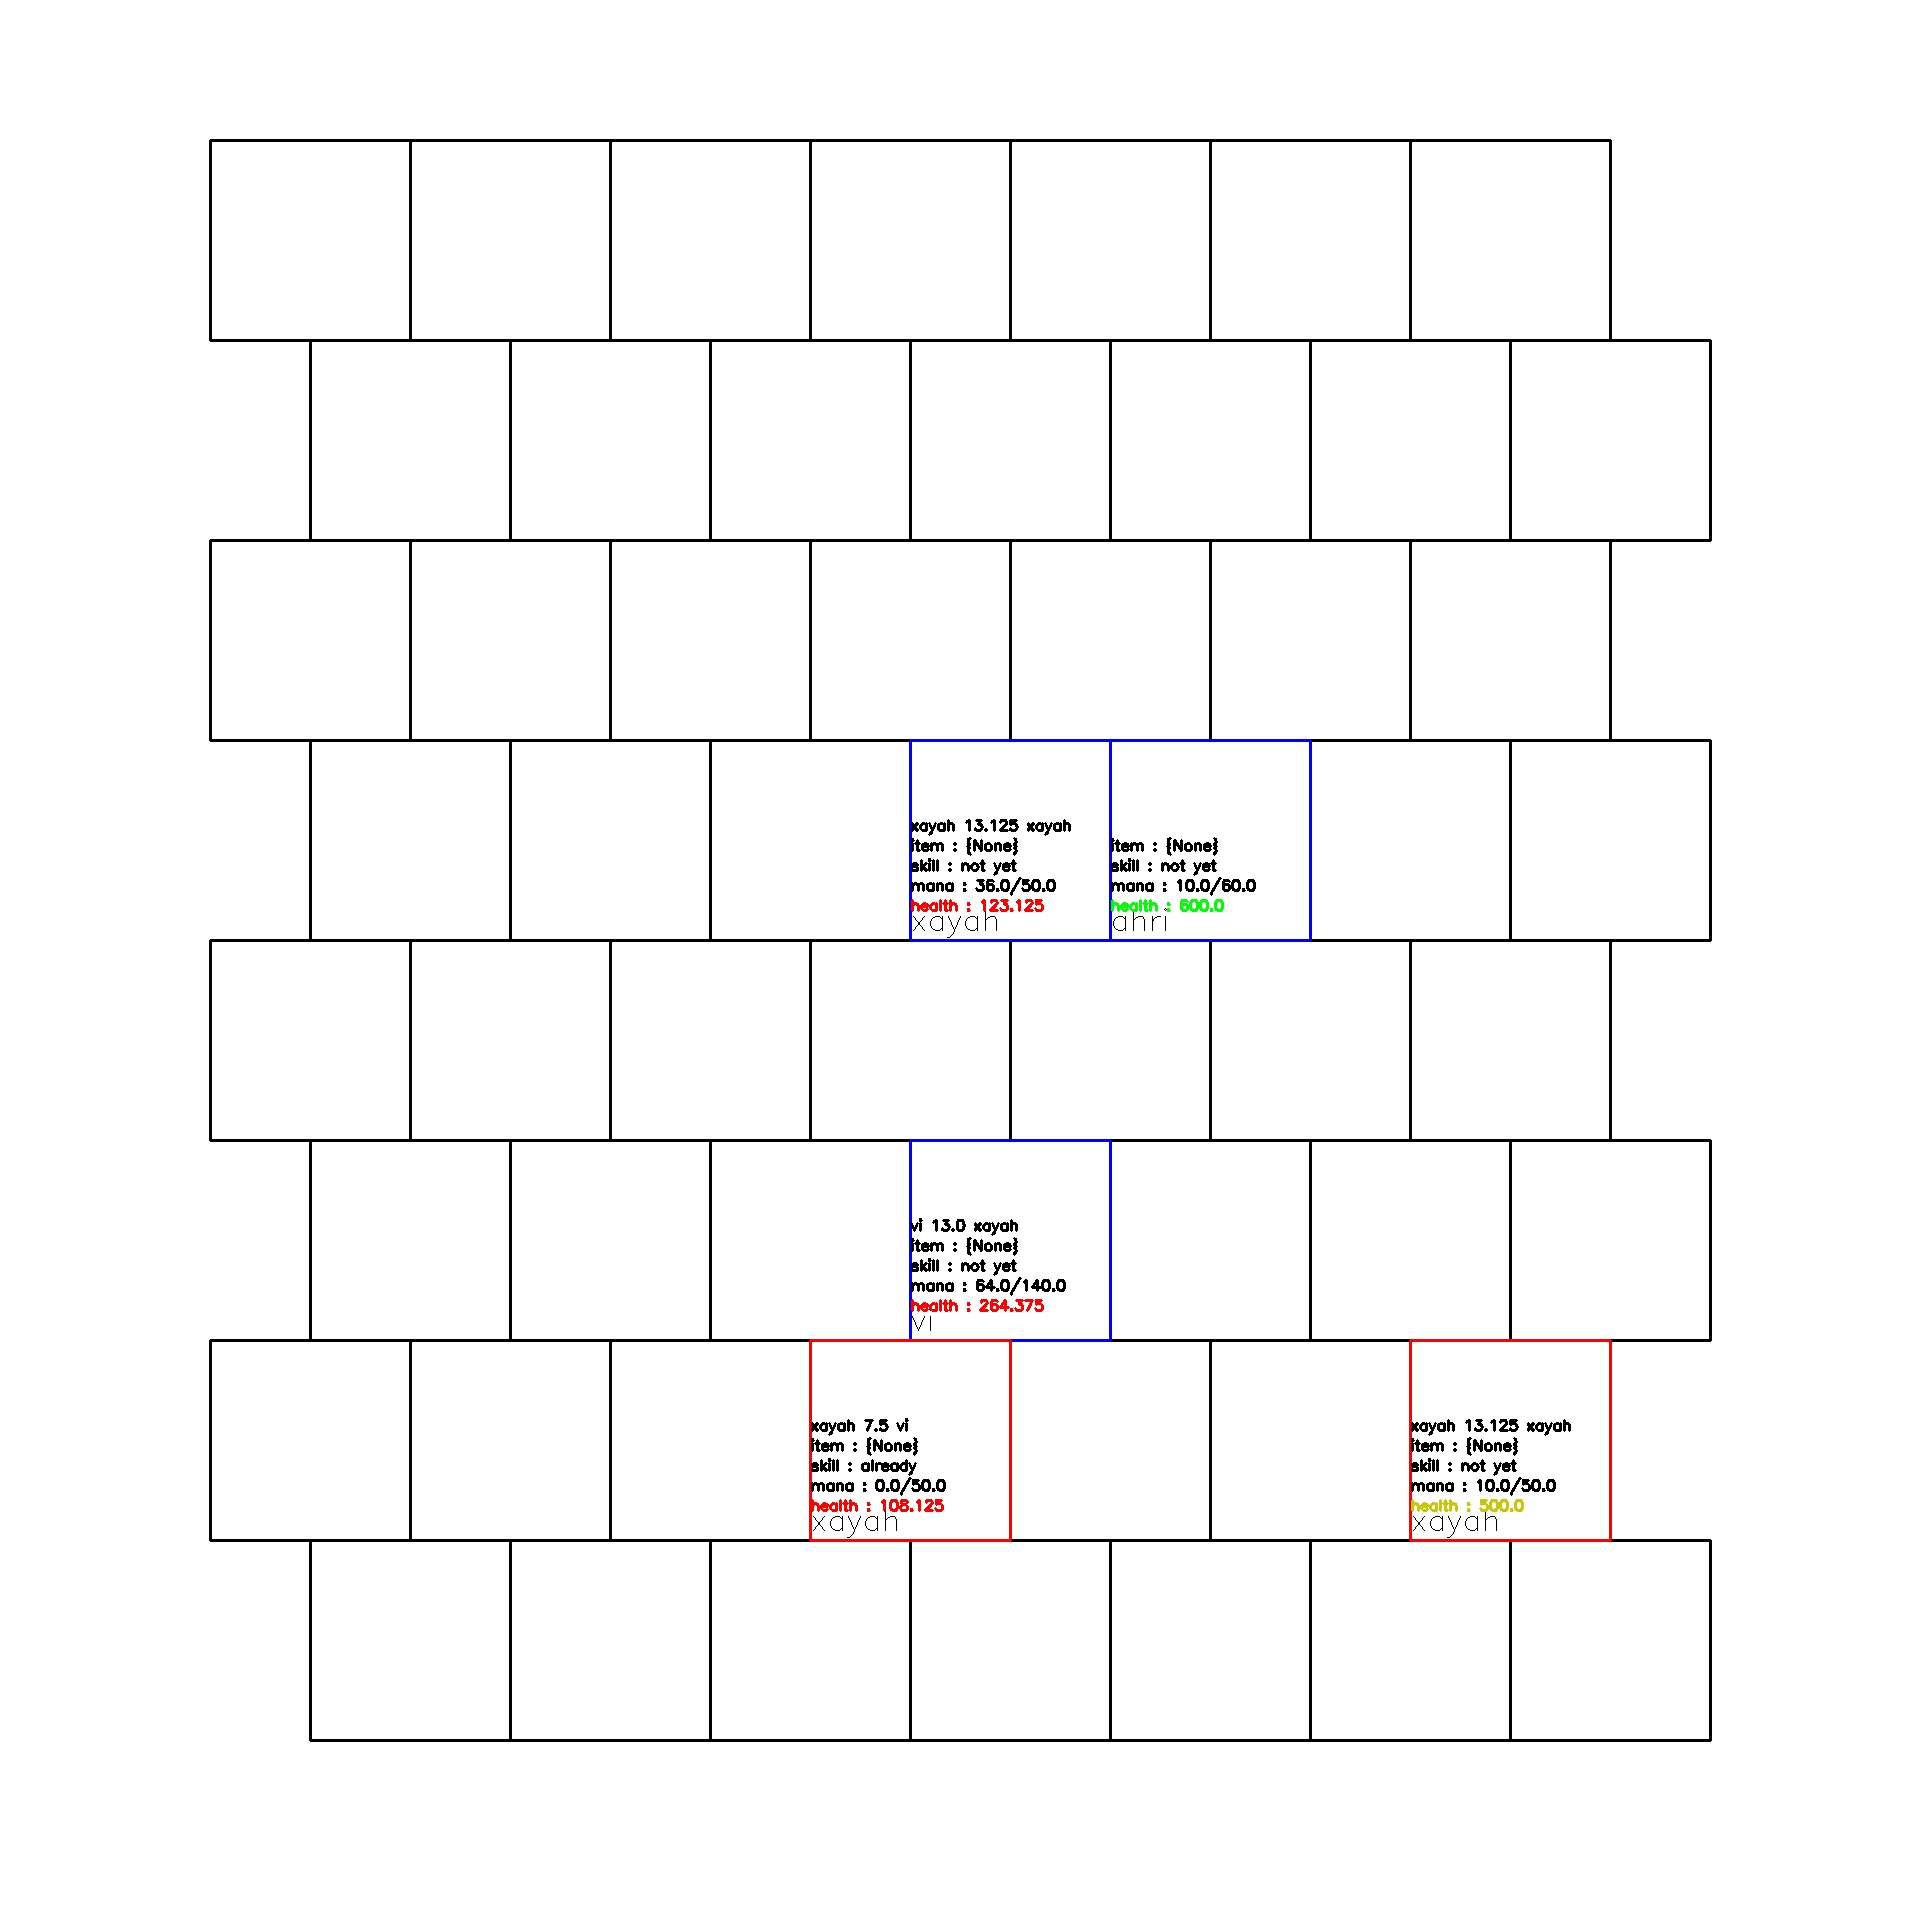 xayah 13.125 xayah
item : {None}
skill : not yet
mana : 36.0/50.0
health : 123.125
xayah
item : {None}
skill : not yet
mana : 10.0/60.0
health : 600.0
ahri
vi 13.0 xayah
item : {None}
skill : not yet
mana : 64.0/140.0
health : 264.375
vi
xayah 7.5 vi
item : {None}
skill : already
mana : 0.0/50.0
health : 108.125
xayah
xayah 13.125 xayah
item : {None}
skill : not yet
mana : 10.0/50.0
health : 500.0
xayah